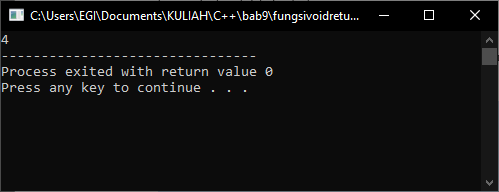 C:\Users\EGI\Documents\KULIAH\C++\bab9\fungsivoidretu...
4
--------------------------------
Process exited with return value 0
Press any key to continue . . .